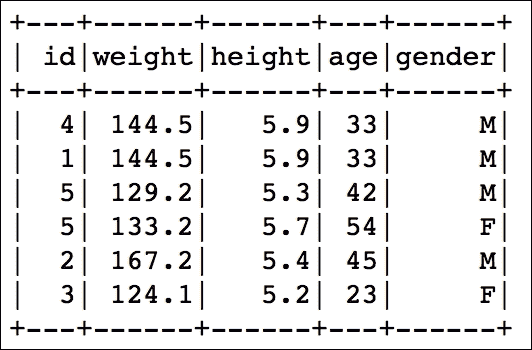 +---+------+------+---+------+
| id|weight|height|age|gender|
+---+------+------+---+------+
|  4| 144.5|   5.9| 33|     M|
|  1| 144.5|   5.9| 33|     M|
|  5| 129.2|   5.3| 42|     M|
|  5| 133.2|   5.7| 54|     F|
|  2| 167.2|   5.4| 45|     M|
|  3| 124.1|   5.2| 23|     F|
+---+------+------+---+------+